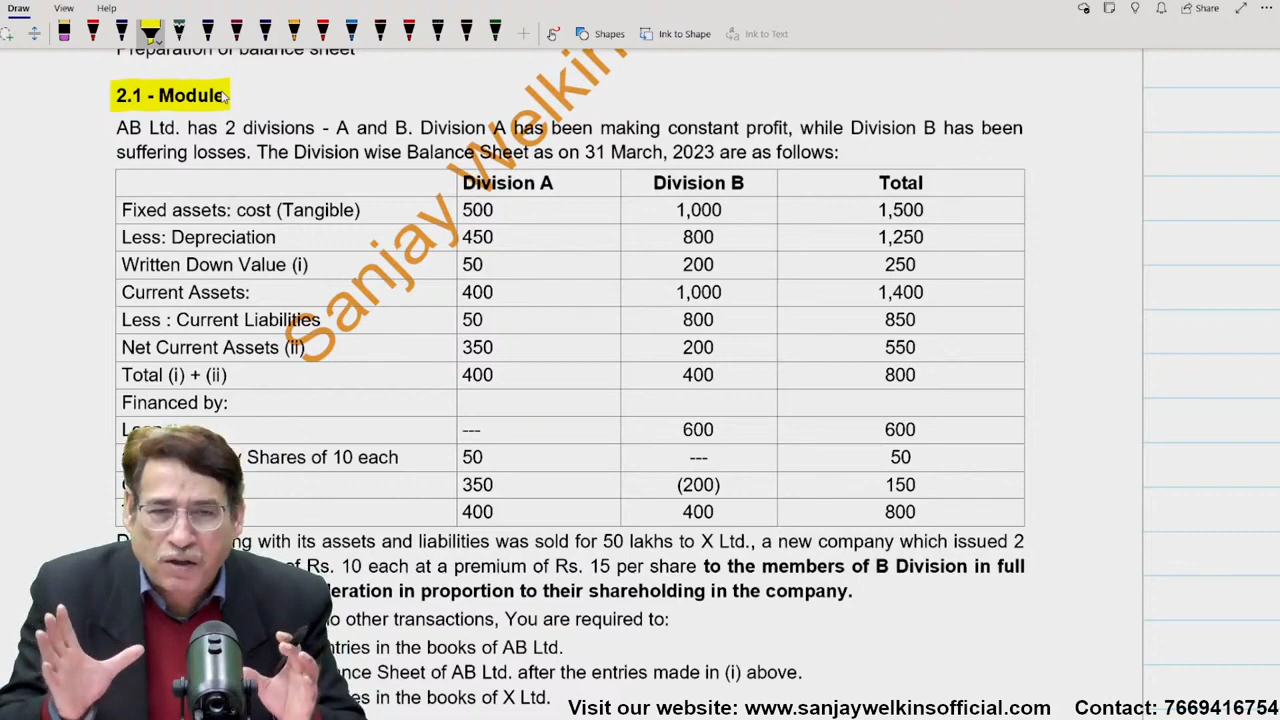 Draw View Help
Share
Shapes Ink to Shape Ink to Text
Preparation of balance sheet
2.1 - Module
AB Ltd. has 2 divisions - A and B. Division A has been making constant profit, while Division B has been
suffering losses. The Division wise Balance Sheet as on 31 March, 2023 are as follows:
Division A Division B Total
Fixed assets: cost (Tangible) 500 1,000 1,500
Less: Depreciation 450 800 1,250
Written Down Value (i) 50 200 250
Current Assets: 400 1,000 1,400
Less : Current Liabilities 50 800 850
Net Current Assets (ii) 350 200 550
Total (i) + (ii) 400 400 800
Financed by:
--- 600 600
Shares of 10 each 50 --- 50
350 (200) 150
400 400 800
with its assets and liabilities was sold for 50 lakhs to X Ltd., a new company which issued 2
of Rs. 10 each at a premium of Rs. 15 per share to the members of B Division in full
in proportion to their shareholding in the company.
no other transactions, You are required to:
in the books of AB Ltd.
Sheet of AB Ltd. after the entries made in (i) above.
in the books of X Ltd.
Sanjay Welkin
Visit our website: www.sanjaywelkinsofficial.com Contact: 7669416754